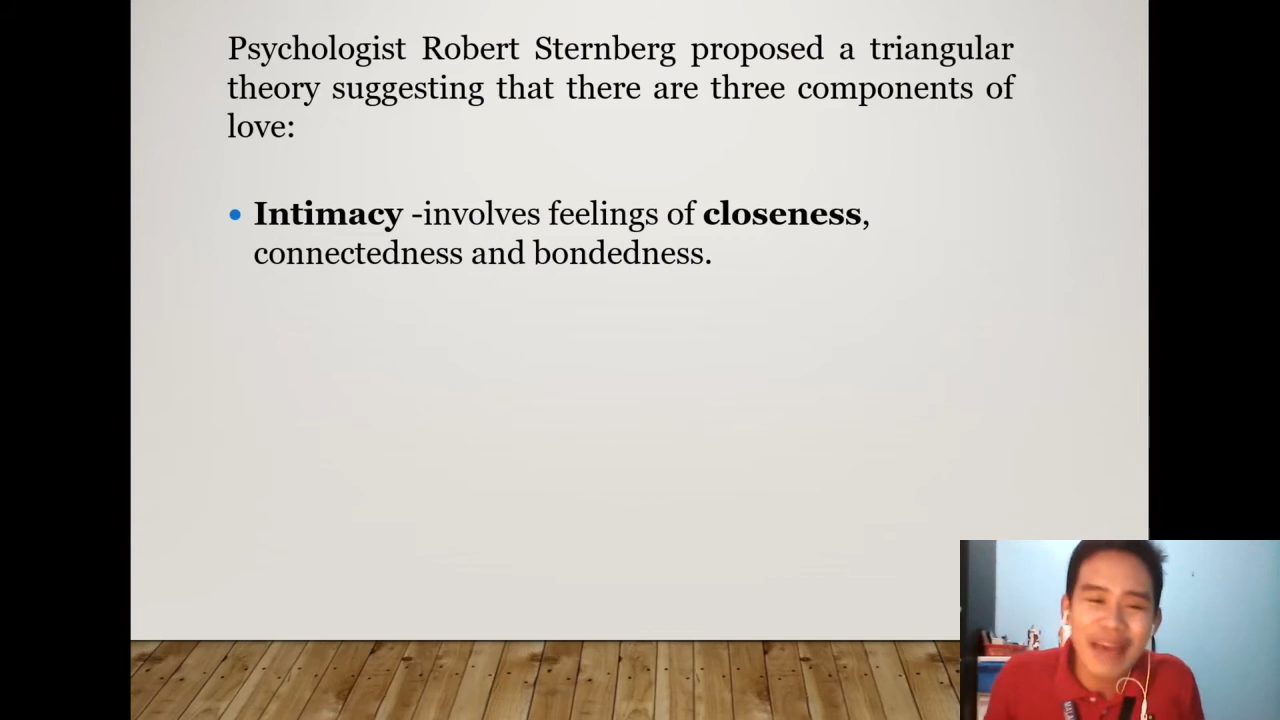 Psychologist Robert Sternberg proposed a triangular
theory suggesting that there are three components of
love:
Intimacy -involves feelings of closeness,
connectedness and bondedness.